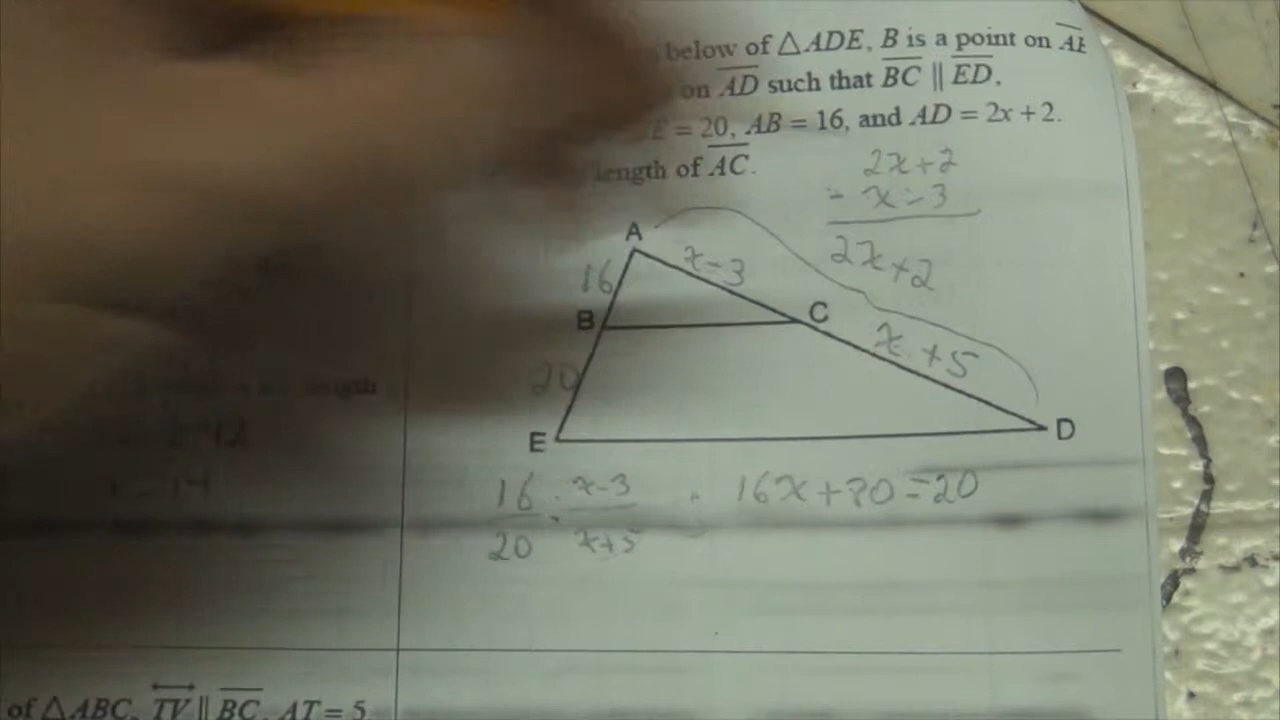 below of △ADE, B is a point on AE
on AD such that BC ∥ ED,
E = 20, AB = 16, and AD = 2x + 2.
length of AC.
2x+2
- x-3
2x+2
A
16
x-3
B
C
20
x+5
E
D
length
16/20 : x-3/x+5 : 16x+80=20
of △ABC, TV ∥ BC, AT = 5,